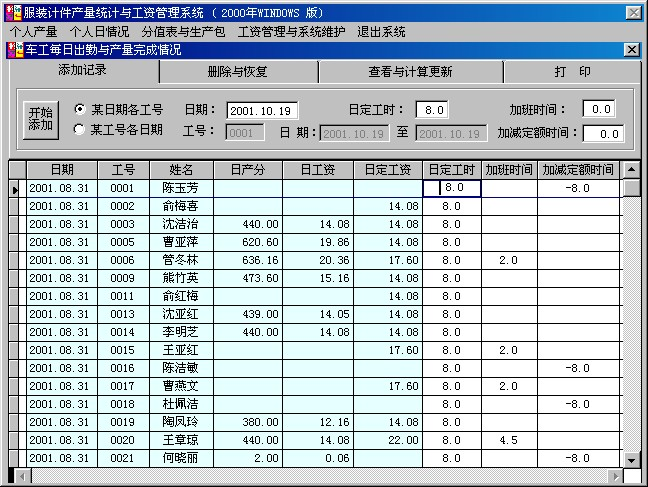 服装计件产量统计与工资管理系统 ( 2000年WINDOWS 版)
个人产量 个人日情况 分值表与生产包 工资管理与系统维护 退出系统
车工每日出勤与产量完成情况
添加记录 删除与恢复 查看与计算更新 打 印
开始添加 某日期各工号 日期: 2001.10.19 日定工时: 8.0 加班时间: 0.0
某工号各日期 工号: 0001 日 期: 2001.10.19 至 2001.10.19 加减定额时间: 0.0
日期 工号 姓名 日产分 日工资 日定工资 日定工时 加班时间 加减定额时间
2001.08.31 0001 陈玉芳 8.0 -8.0
2001.08.31 0002 俞梅喜 14.08 8.0
2001.08.31 0003 沈洁治 440.00 14.08 14.08 8.0
2001.08.31 0005 曹亚萍 620.60 19.86 14.08 8.0
2001.08.31 0006 管冬林 636.16 20.36 17.60 8.0 2.0
2001.08.31 0009 熊竹英 473.60 15.16 14.08 8.0
2001.08.31 0011 俞红梅 14.08 8.0
2001.08.31 0013 沈亚红 439.00 14.05 14.08 8.0
2001.08.31 0014 李明芝 440.00 14.08 14.08 8.0
2001.08.31 0015 王亚红 17.60 8.0 2.0
2001.08.31 0016 陈洁敏 8.0 -8.0
2001.08.31 0017 曹燕文 17.60 8.0 2.0
2001.08.31 0018 杜佩洁 8.0 -8.0
2001.08.31 0019 陶凤玲 380.00 12.16 14.08 8.0
2001.08.31 0020 王章琼 440.00 14.08 22.00 8.0 4.5
2001.08.31 0021 何晓丽 2.00 0.06 8.0 -8.0